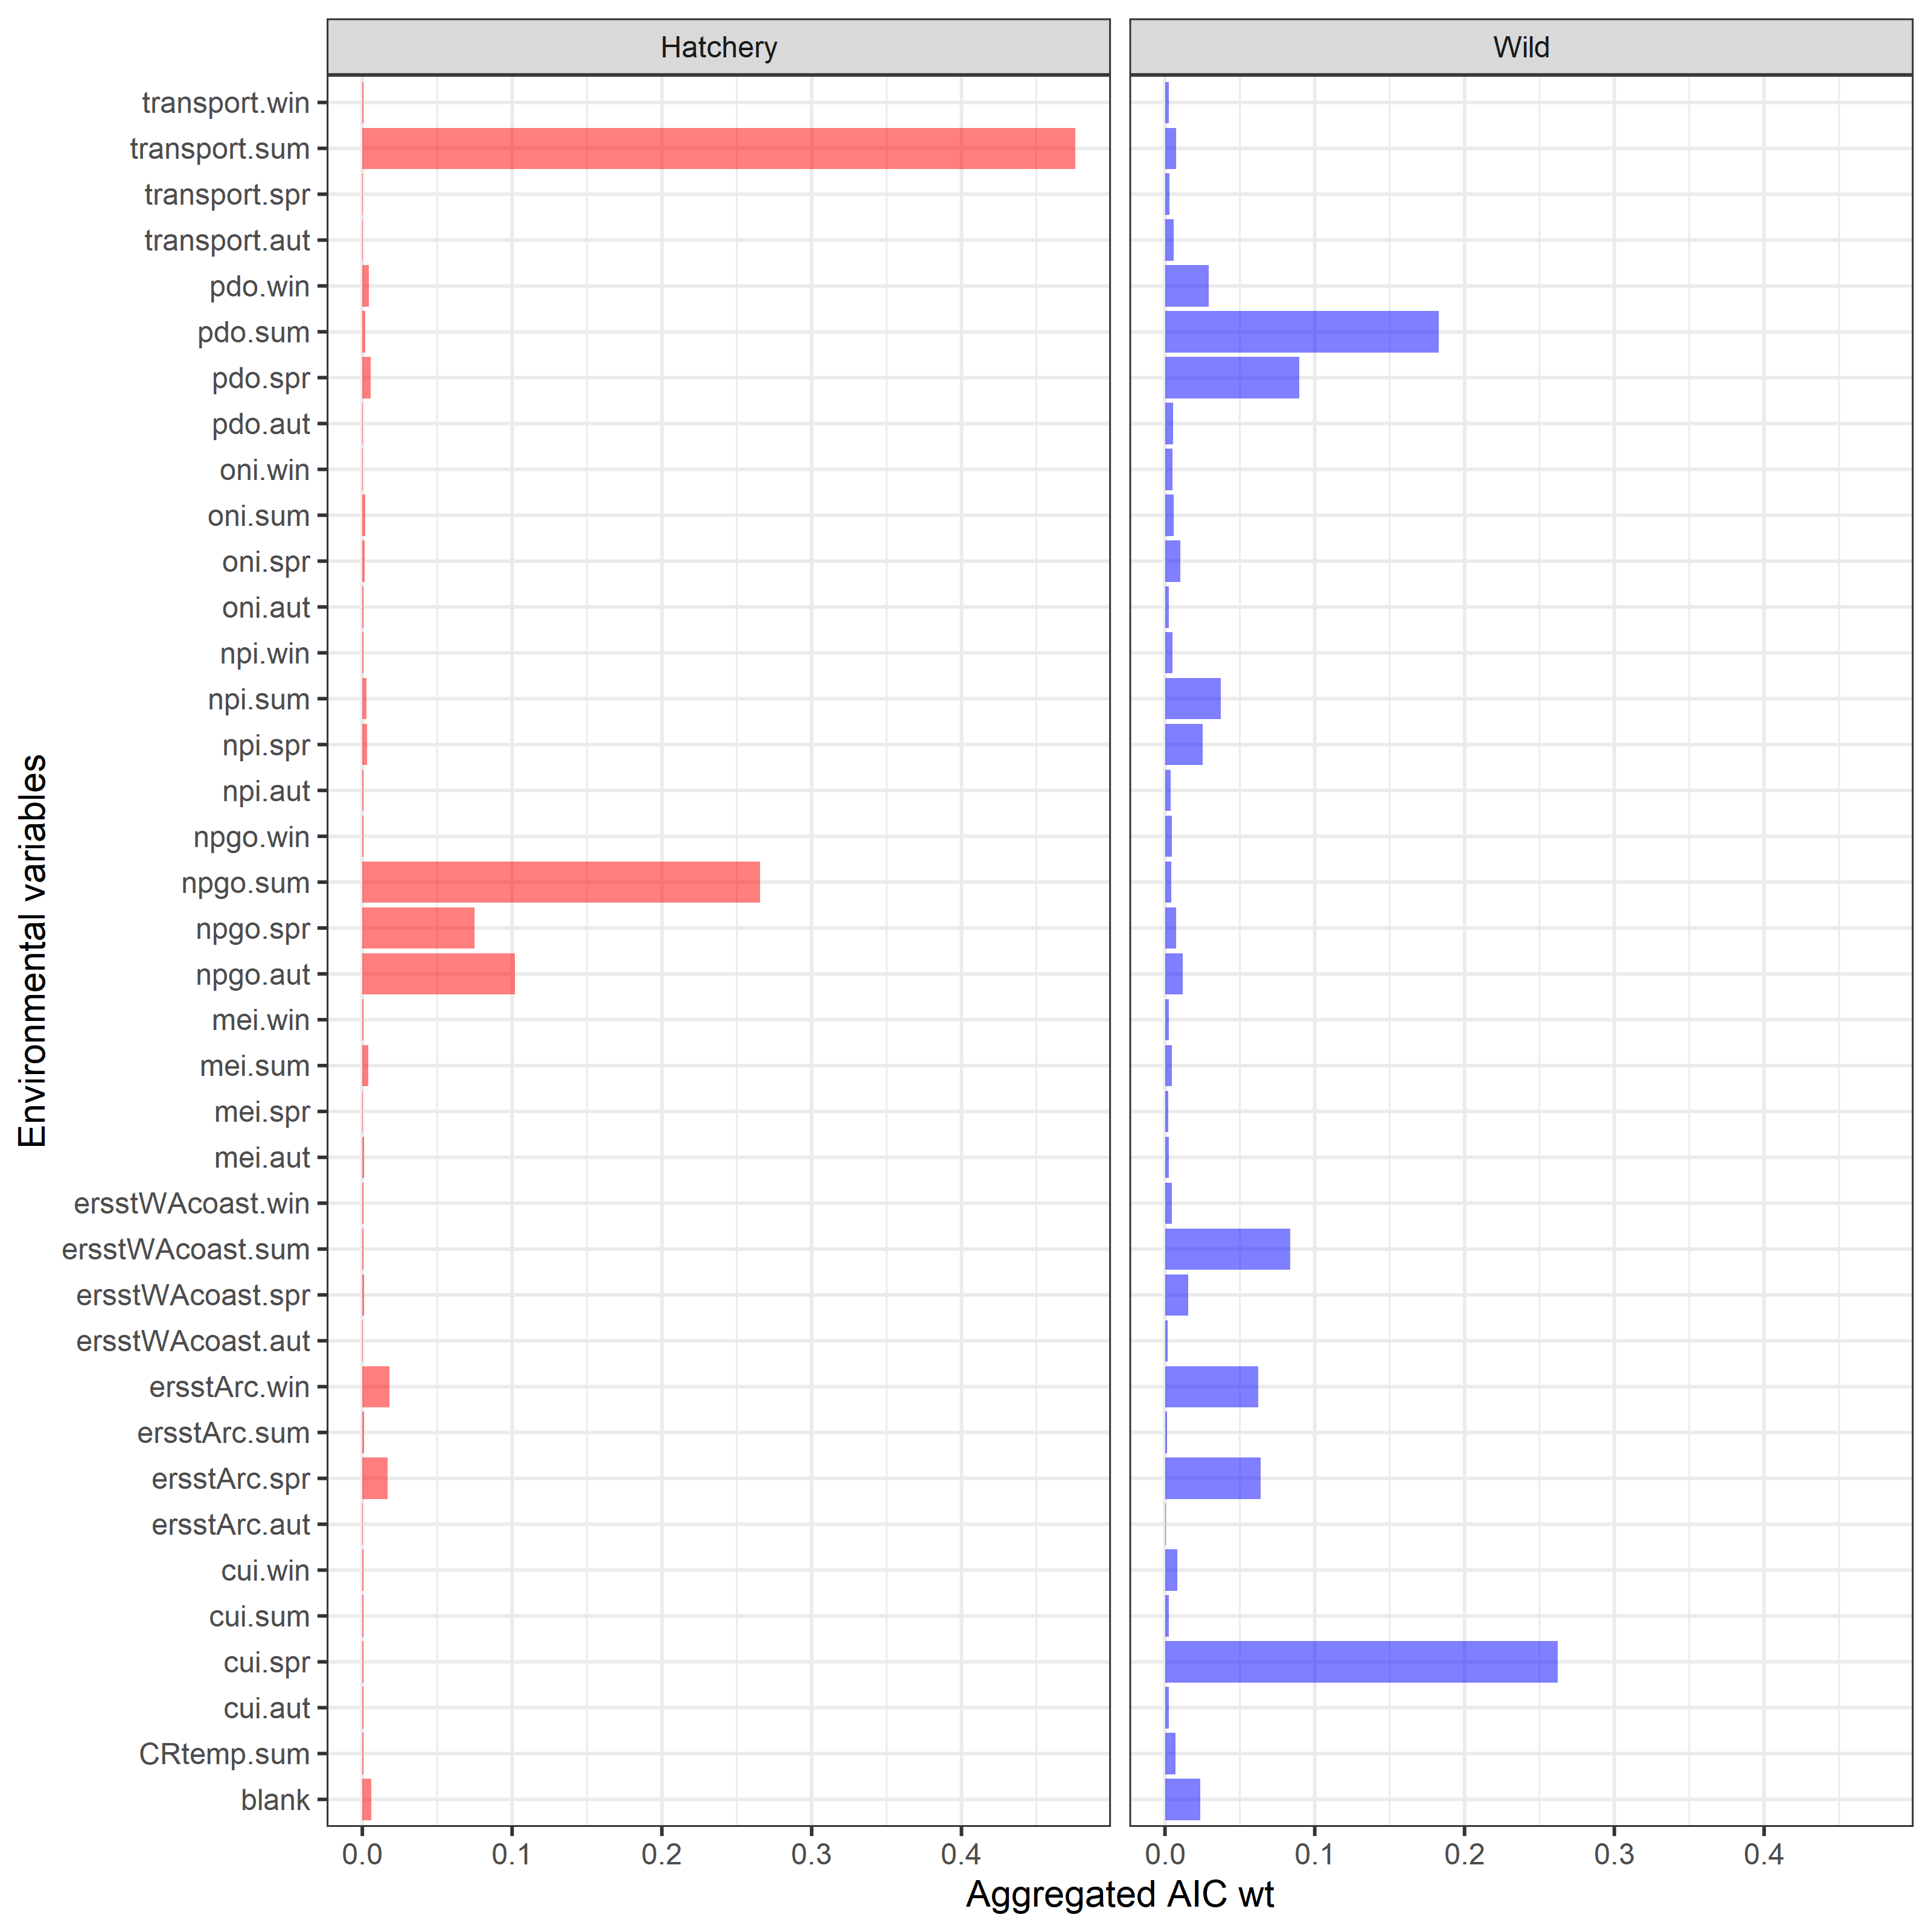 Hatchery
Wild
transport.win
transport.sum
transport.spr
transport.aut
pdo.win
pdo.sum
pdo.spr
pdo.aut
oni.win
oni.sum
oni.spr
oni.aut
npi.win
npi.sum
npi.spr
npi.aut
npgo.win
npgo.sum
npgo.spr
npgo.aut
mei.win
mei.sum
mei.spr
mei.aut
ersstWAcoast.win
ersstWAcoast.sum
ersstWAcoast.spr
ersstWAcoast.aut
ersstArc.win
ersstArc.sum
ersstArc.spr
ersstArc.aut
cui.win
cui.sum
cui.spr
cui.aut
CRtemp.sum
blank
Environmental variables
0.0 0.1 0.2 0.3 0.4
0.0 0.1 0.2 0.3 0.4
Aggregated AIC wt